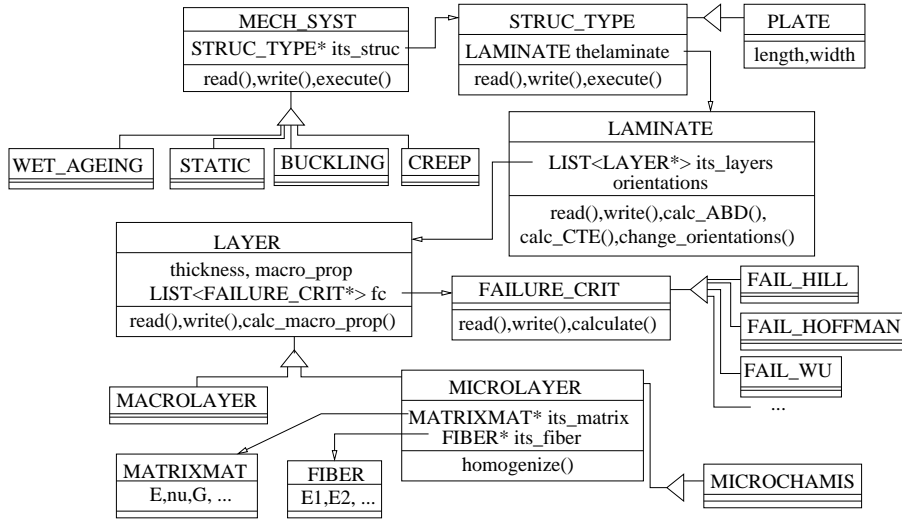 MECH_SYST
STRUC_TYPE* its_struc
read(),write(),execute()
STRUC_TYPE
LAMINATE thelaminate
read(),write(),execute()
PLATE
length,width
WET_AGEING
STATIC
BUCKLING
CREEP
LAMINATE
LIST<LAYER*> its_layers
orientations
read(),write(),calc_ABD(),
calc_CTE(),change_orientations()
LAYER
thickness, macro_prop
LIST<FAILURE_CRIT*> fc
read(),write(),calc_macro_prop()
FAILURE_CRIT
read(),write(),calculate()
FAIL_HILL
FAIL_HOFFMAN
FAIL_WU
...
MACROLAYER
MICROLAYER
MATRIXMAT* its_matrix
FIBER* its_fiber
homogenize()
MATRIXMAT
E,nu,G, ...
FIBER
E1,E2, ...
MICROCHAMIS